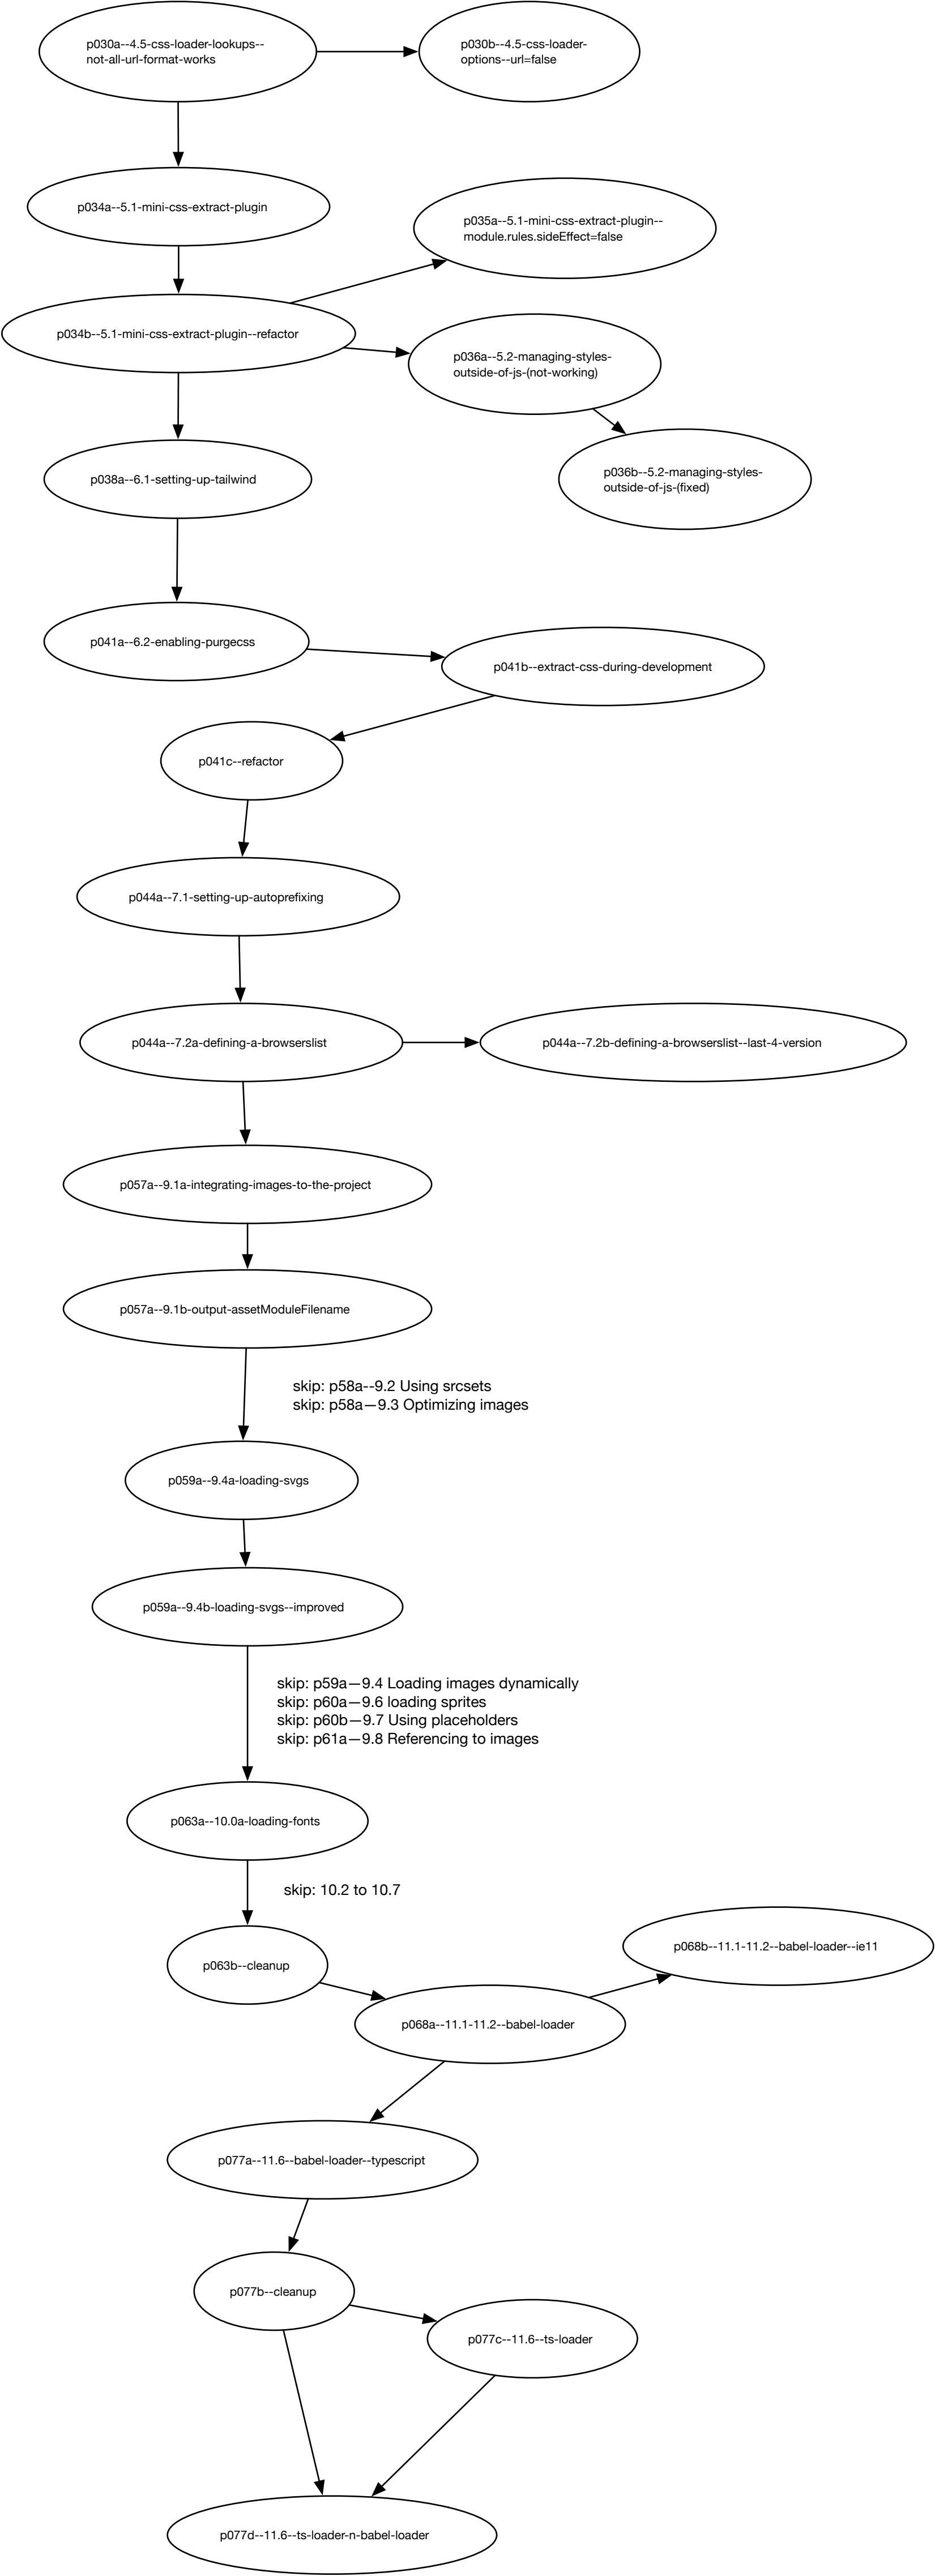 p030a--4.5-css-loader-lookups--
not-all-url-format-works
p030b--4.5-css-loader-
options--url=false
p034a--5.1-mini-css-extract-plugin
p035a--5.1-mini-css-extract-plugin--
module.rules.sideEffect=false
p034b--5.1-mini-css-extract-plugin--refactor
p036a--5.2-managing-styles-
outside-of-js-(not-working)
p038a--6.1-setting-up-tailwind
p036b--5.2-managing-styles-
outside-of-js-(fixed)
p041a--6.2-enabling-purgecss
p041b--extract-css-during-development
p041c--refactor
p044a--7.1-setting-up-autoprefixing
p044a--7.2a-defining-a-browserslist
p044a--7.2b-defining-a-browserslist--last-4-version
p057a--9.1a-integrating-images-to-the-project
p057a--9.1b-output-assetModuleFilename
skip: p58a--9.2 Using srcsets
skip: p58a—9.3 Optimizing images
p059a--9.4a-loading-svgs
p059a--9.4b-loading-svgs--improved
skip: p59a—9.4 Loading images dynamically
skip: p60a—9.6 loading sprites
skip: p60b—9.7 Using placeholders
skip: p61a—9.8 Referencing to images
p063a--10.0a-loading-fonts
skip: 10.2 to 10.7
p063b--cleanup
p068b--11.1-11.2--babel-loader--ie11
p068a--11.1-11.2--babel-loader
p077a--11.6--babel-loader--typescript
p077b--cleanup
p077c--11.6--ts-loader
p077d--11.6--ts-loader-n-babel-loader